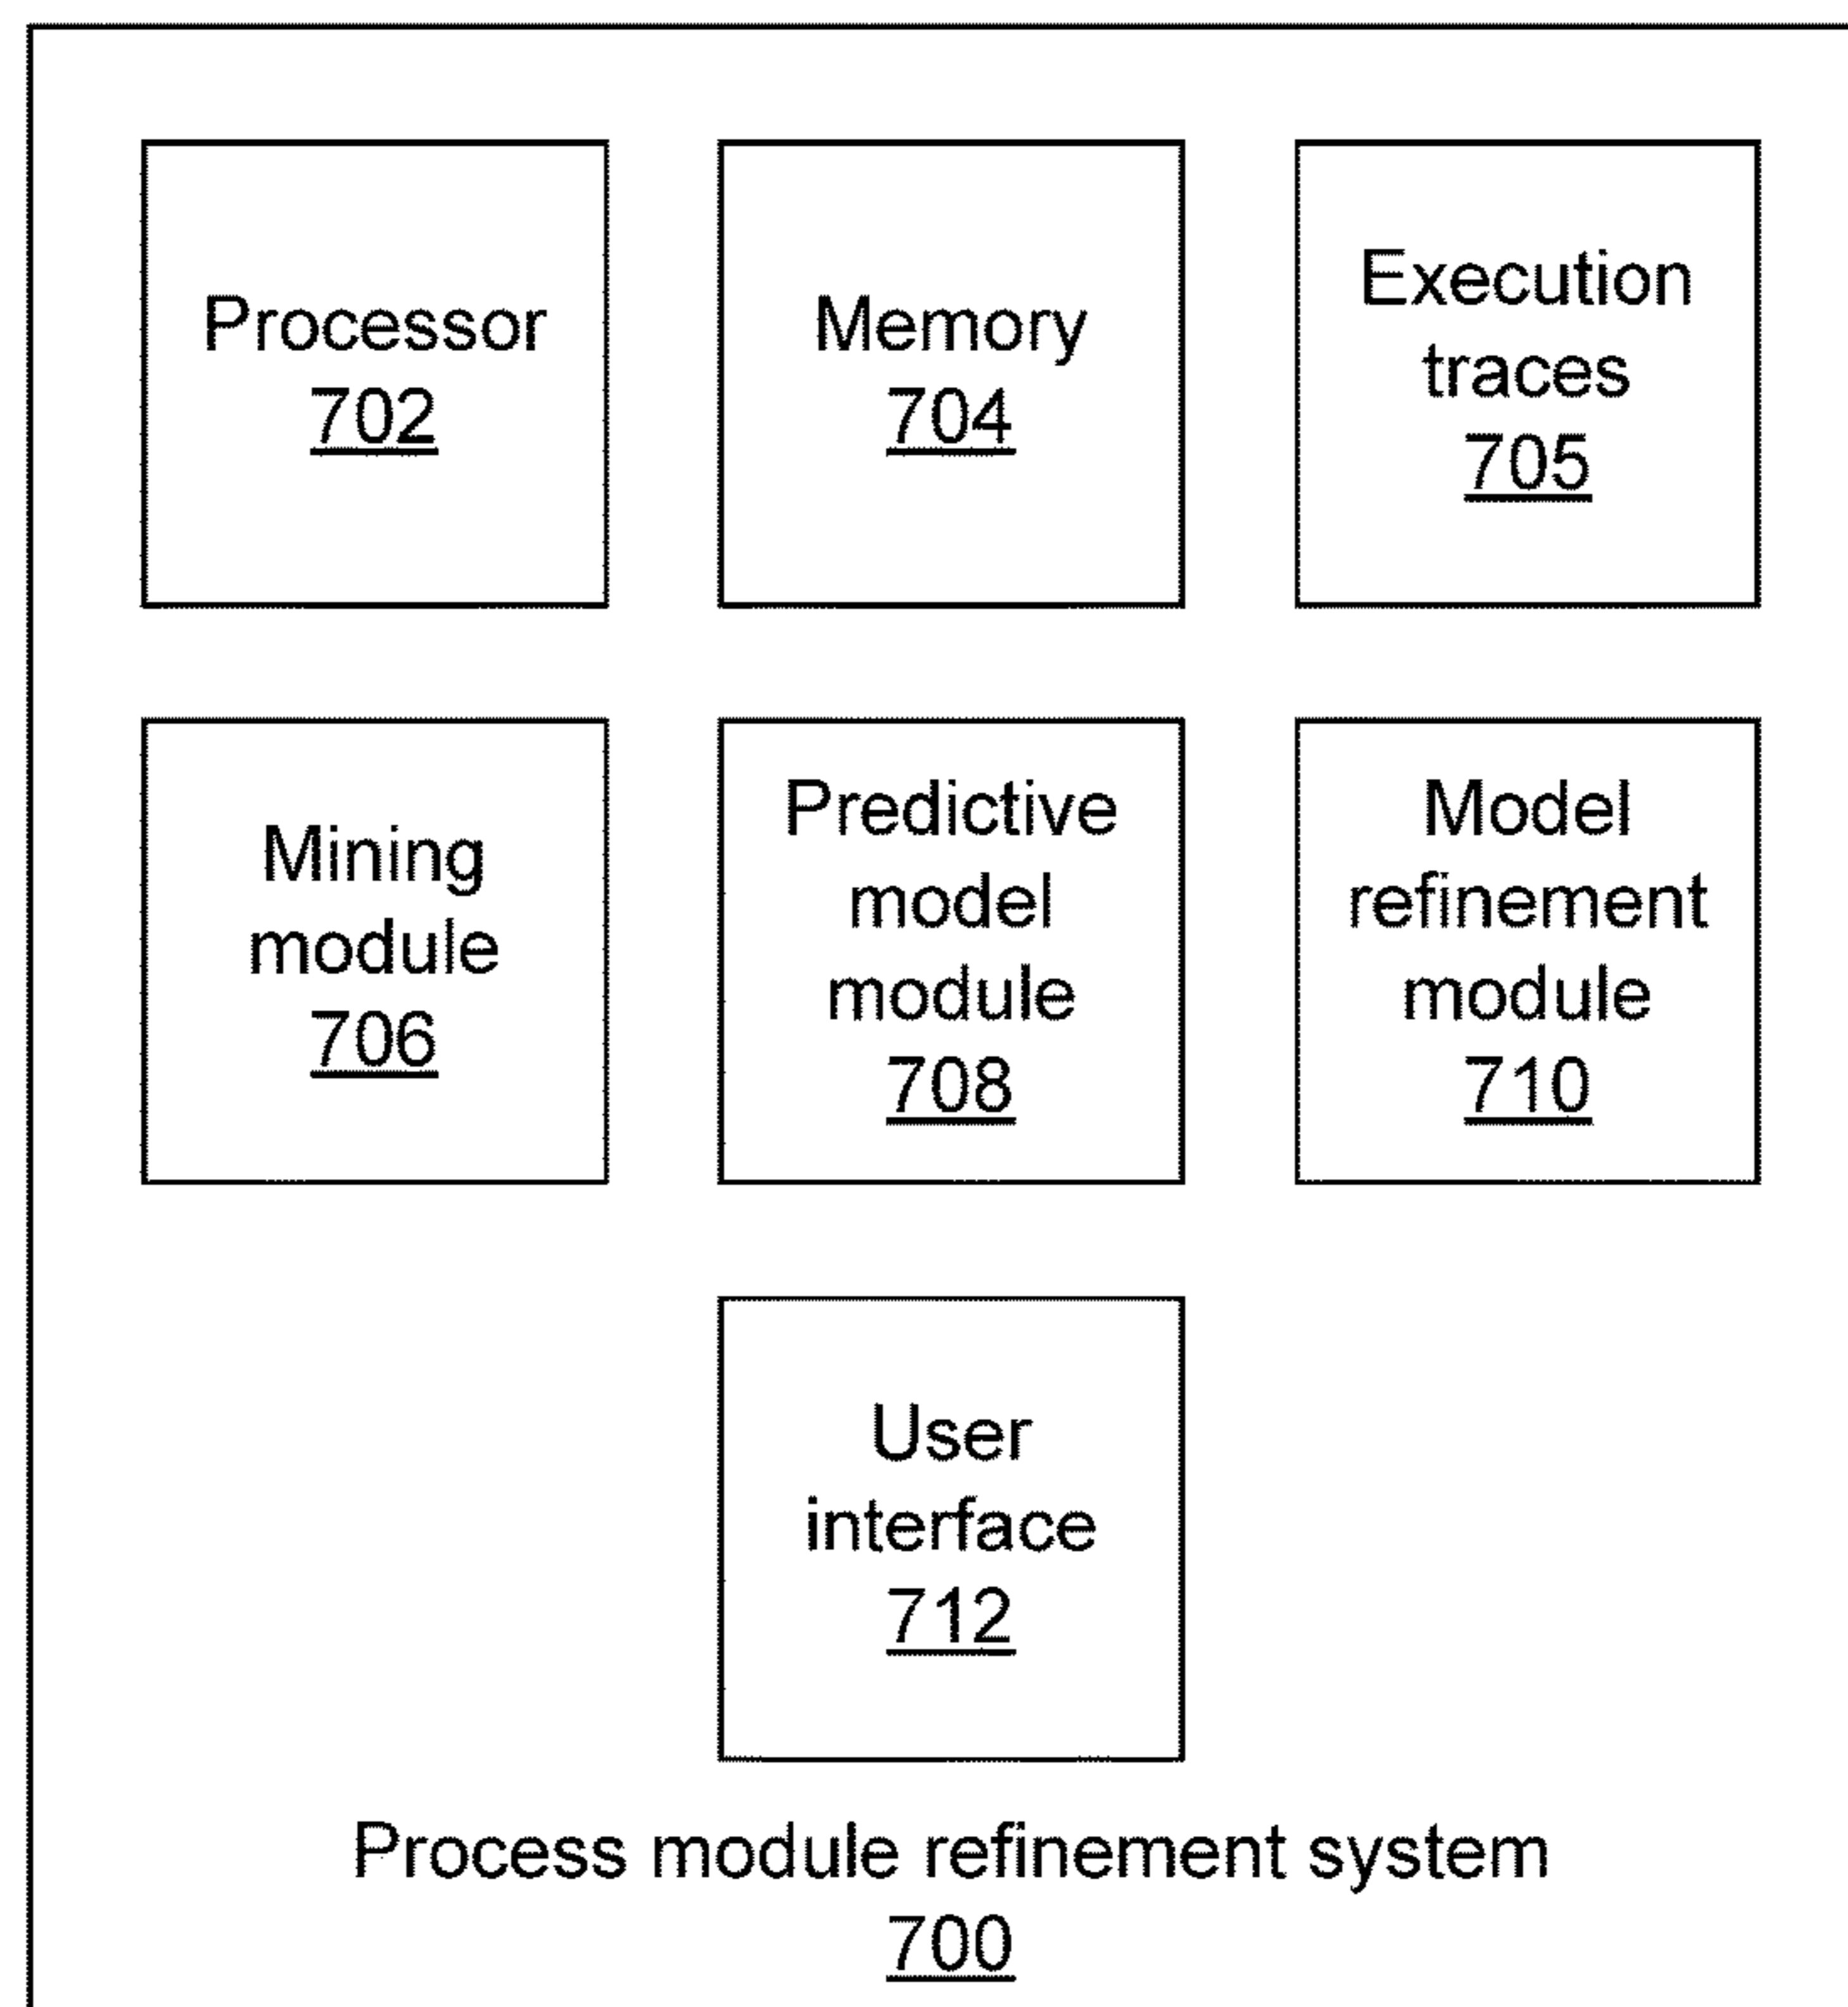 Processor
702
Memory
704
Execution
traces
705
Mining
module
706
Predictive
model
module
708
Model
refinement
module
710
User
interface
712
Process module refinement system
700